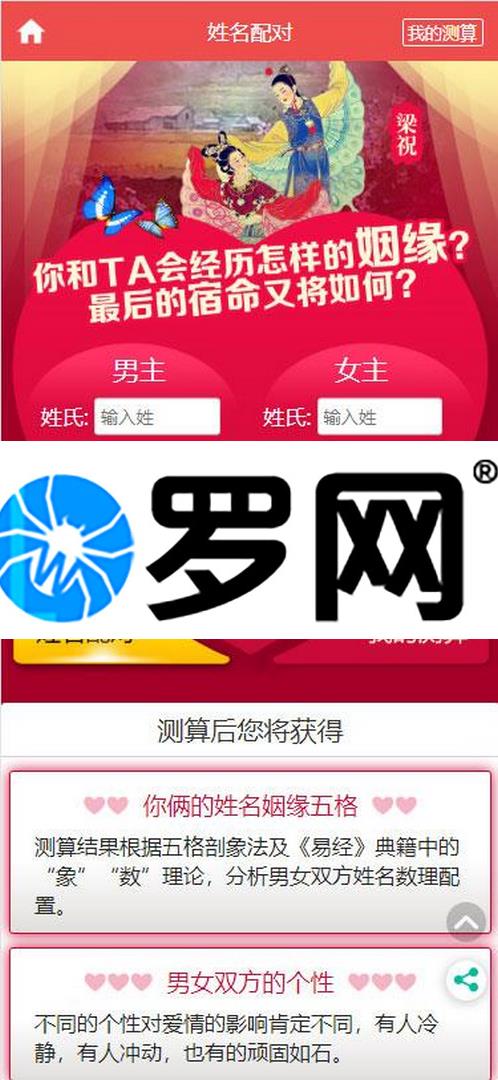 姓名配对
我的测算
梁祝
你和TA会经历怎样的姻缘?
最后的宿命又将如何?
男主
女主
姓氏: 输入姓
姓氏: 输入姓
罗网®
测算后您将获得
你俩的姓名姻缘五格
测算结果根据五格剖象法及《易经》典籍中的
“象”“数”理论，分析男女双方姓名数理配
置。
男女双方的个性
不同的个性对爱情的影响肯定不同，有人冷
静，有人冲动，也有的顽固如石。